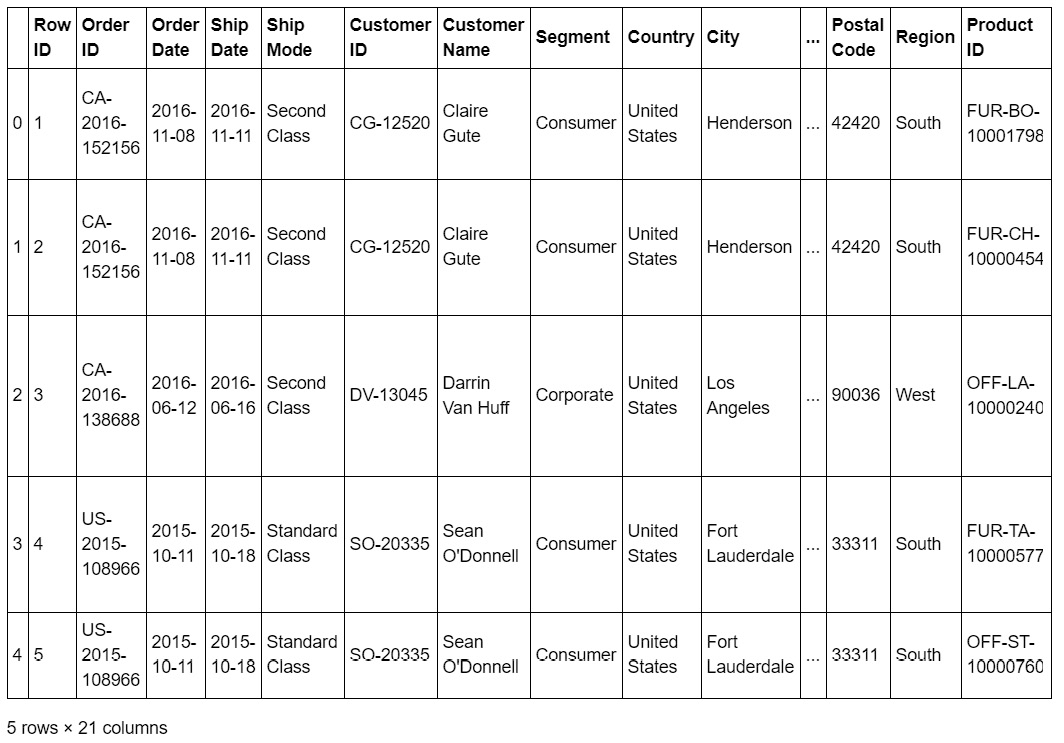 Row ID Order ID Order Date Ship Date Ship Mode Customer ID Customer Name Segment Country City ... Postal Code Region Product ID
0 1 CA-2016-152156 2016-11-08 2016-11-11 Second Class CG-12520 Claire Gute Consumer United States Henderson ... 42420 South FUR-BO-10001798
1 2 CA-2016-152156 2016-11-08 2016-11-11 Second Class CG-12520 Claire Gute Consumer United States Henderson ... 42420 South FUR-CH-10000454
2 3 CA-2016-138688 2016-06-12 2016-06-16 Second Class DV-13045 Darrin Van Huff Corporate United States Los Angeles ... 90036 West OFF-LA-10000240
3 4 US-2015-108966 2015-10-11 2015-10-18 Standard Class SO-20335 Sean O'Donnell Consumer United States Fort Lauderdale ... 33311 South FUR-TA-10000577
4 5 US-2015-108966 2015-10-11 2015-10-18 Standard Class SO-20335 Sean O'Donnell Consumer United States Fort Lauderdale ... 33311 South OFF-ST-10000760
5 rows × 21 columns